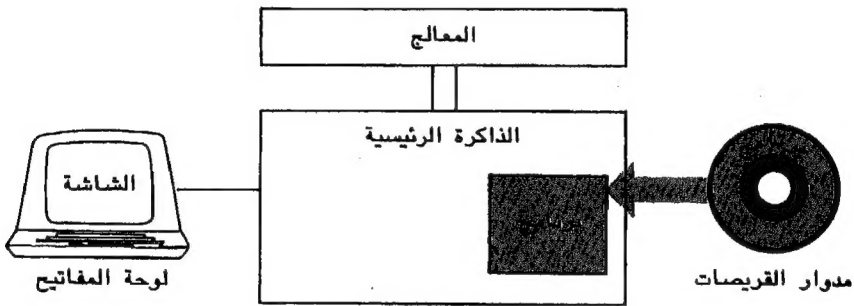 المعالج
الذاكرة الرئيسية
الشاشة
لوحة المفاتيح
مدوار القريصات